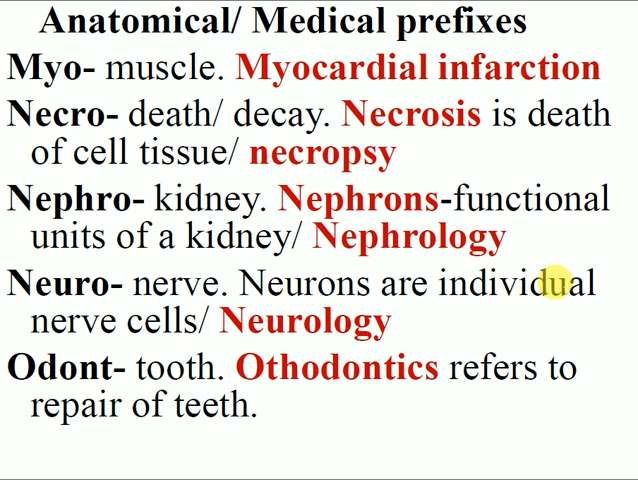 Anatomical/ Medical prefixes
Myo- muscle. Myocardial infarction
Necro- death/ decay. Necrosis is death
of cell tissue/ necropsy
Nephro- kidney. Nephrons-functional
units of a kidney/ Nephrology
Neuro- nerve. Neurons are individual
nerve cells/ Neurology
Odont- tooth. Othodontics refers to
repair of teeth.